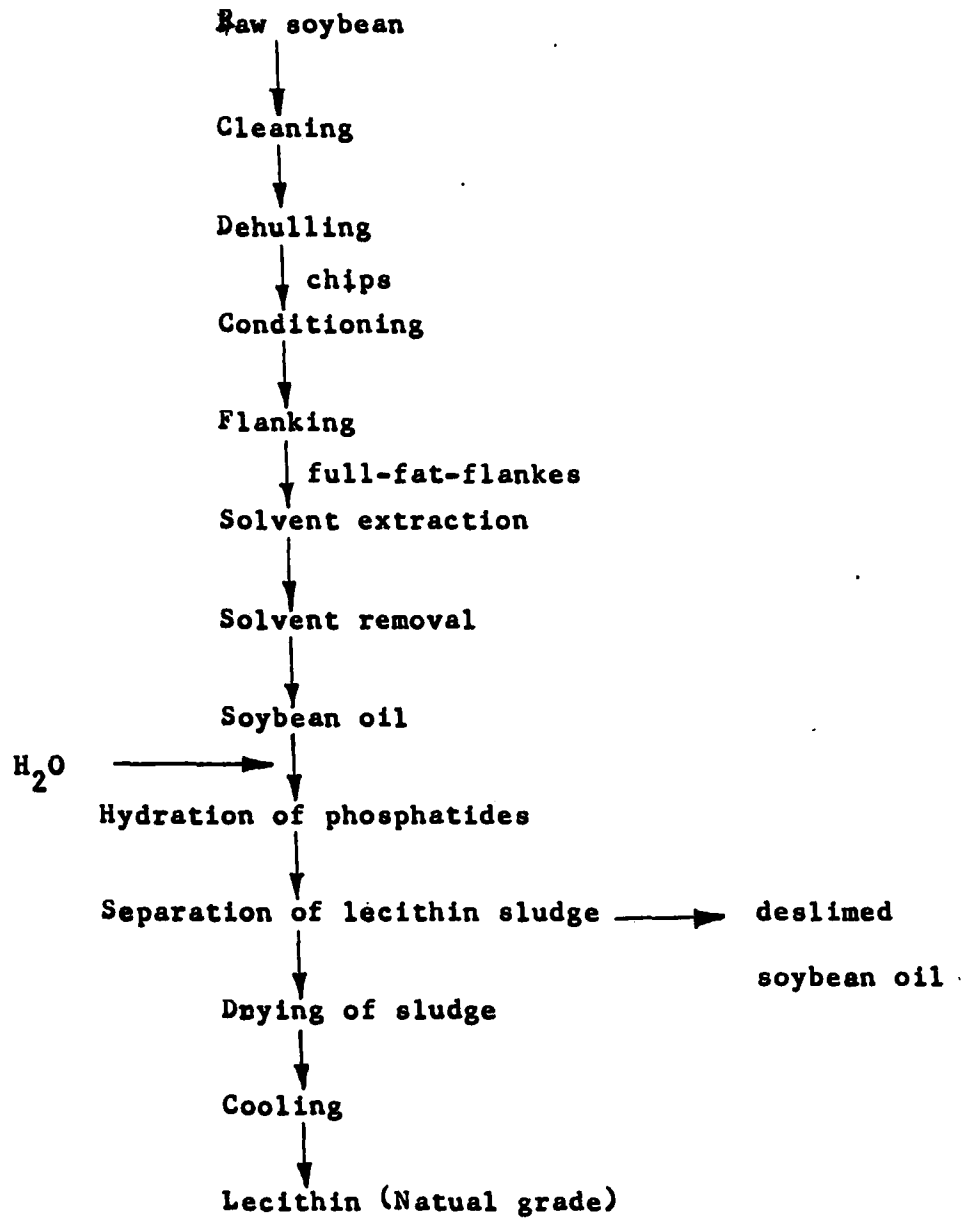 Raw soybean
Cleaning
Dehulling
chips
Conditioning
Flanking
full-fat-flankes
Solvent extraction
Solvent removal
Soybean oil
H₂O
Hydration of phosphatides
Separation of lecithin sludge deslimed
soybean oil
Dnying of sludge
Cooling
Lecithin (Natual grade)